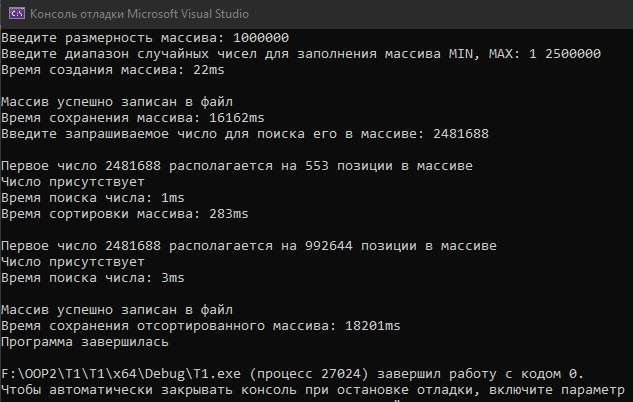 Консоль отладки Microsoft Visual Studio
Введите размерность массива: 1000000
Введите диапазон случайных чисел для заполнения массива MIN, MAX: 1 2500000
Время создания массива: 22ms
Массив успешно записан в файл
Время сохранения массива: 16162ms
Введите запрашиваемое число для поиска его в массиве: 2481688
Первое число 2481688 располагается на 553 позиции в массиве
Число присутствует
Время поиска числа: 1ms
Время сортировки массива: 283ms
Первое число 2481688 располагается на 992644 позиции в массиве
Число присутствует
Время поиска числа: 3ms
Массив успешно записан в файл
Время сохранения отсортированного массива: 18201ms
Программа завершилась
F:\OOP2\T1\T1\x64\Debug\T1.exe (процесс 27024) завершил работу с кодом 0.
Чтобы автоматически закрывать консоль при остановке отладки, включите параметр